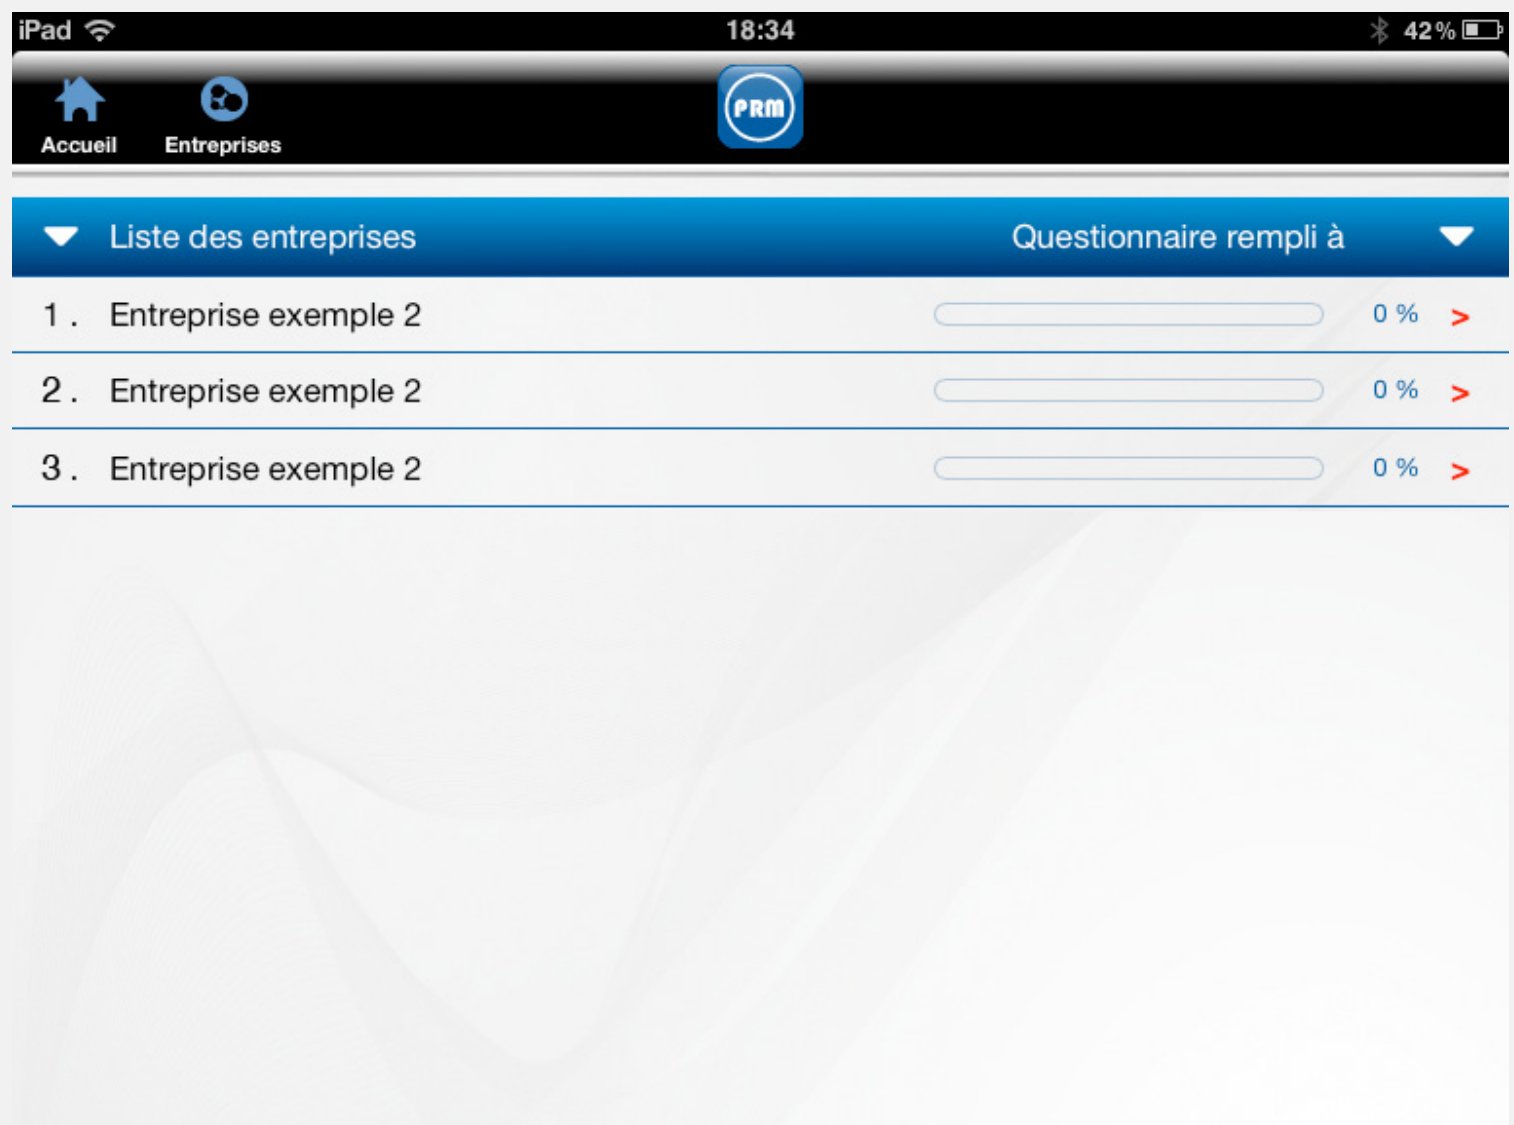 iPad 18:34 42%
PRM
Accueil Entreprises
Liste des entreprises Questionnaire rempli à
1 . Entreprise exemple 2 0 % >
2 . Entreprise exemple 2 0 % >
3 . Entreprise exemple 2 0 % >